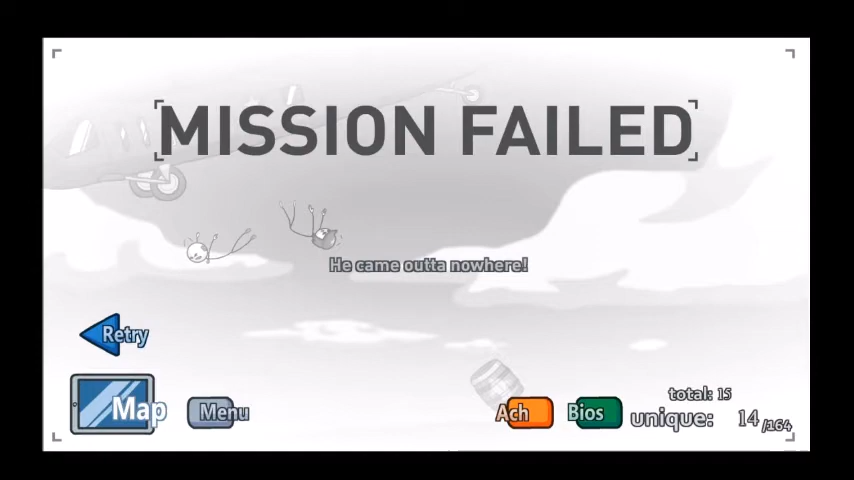 MISSION FAILED
He came outta nowhere!
Retry
Map
Menu
Ach
Bios
total: 15
unique: 14 /164